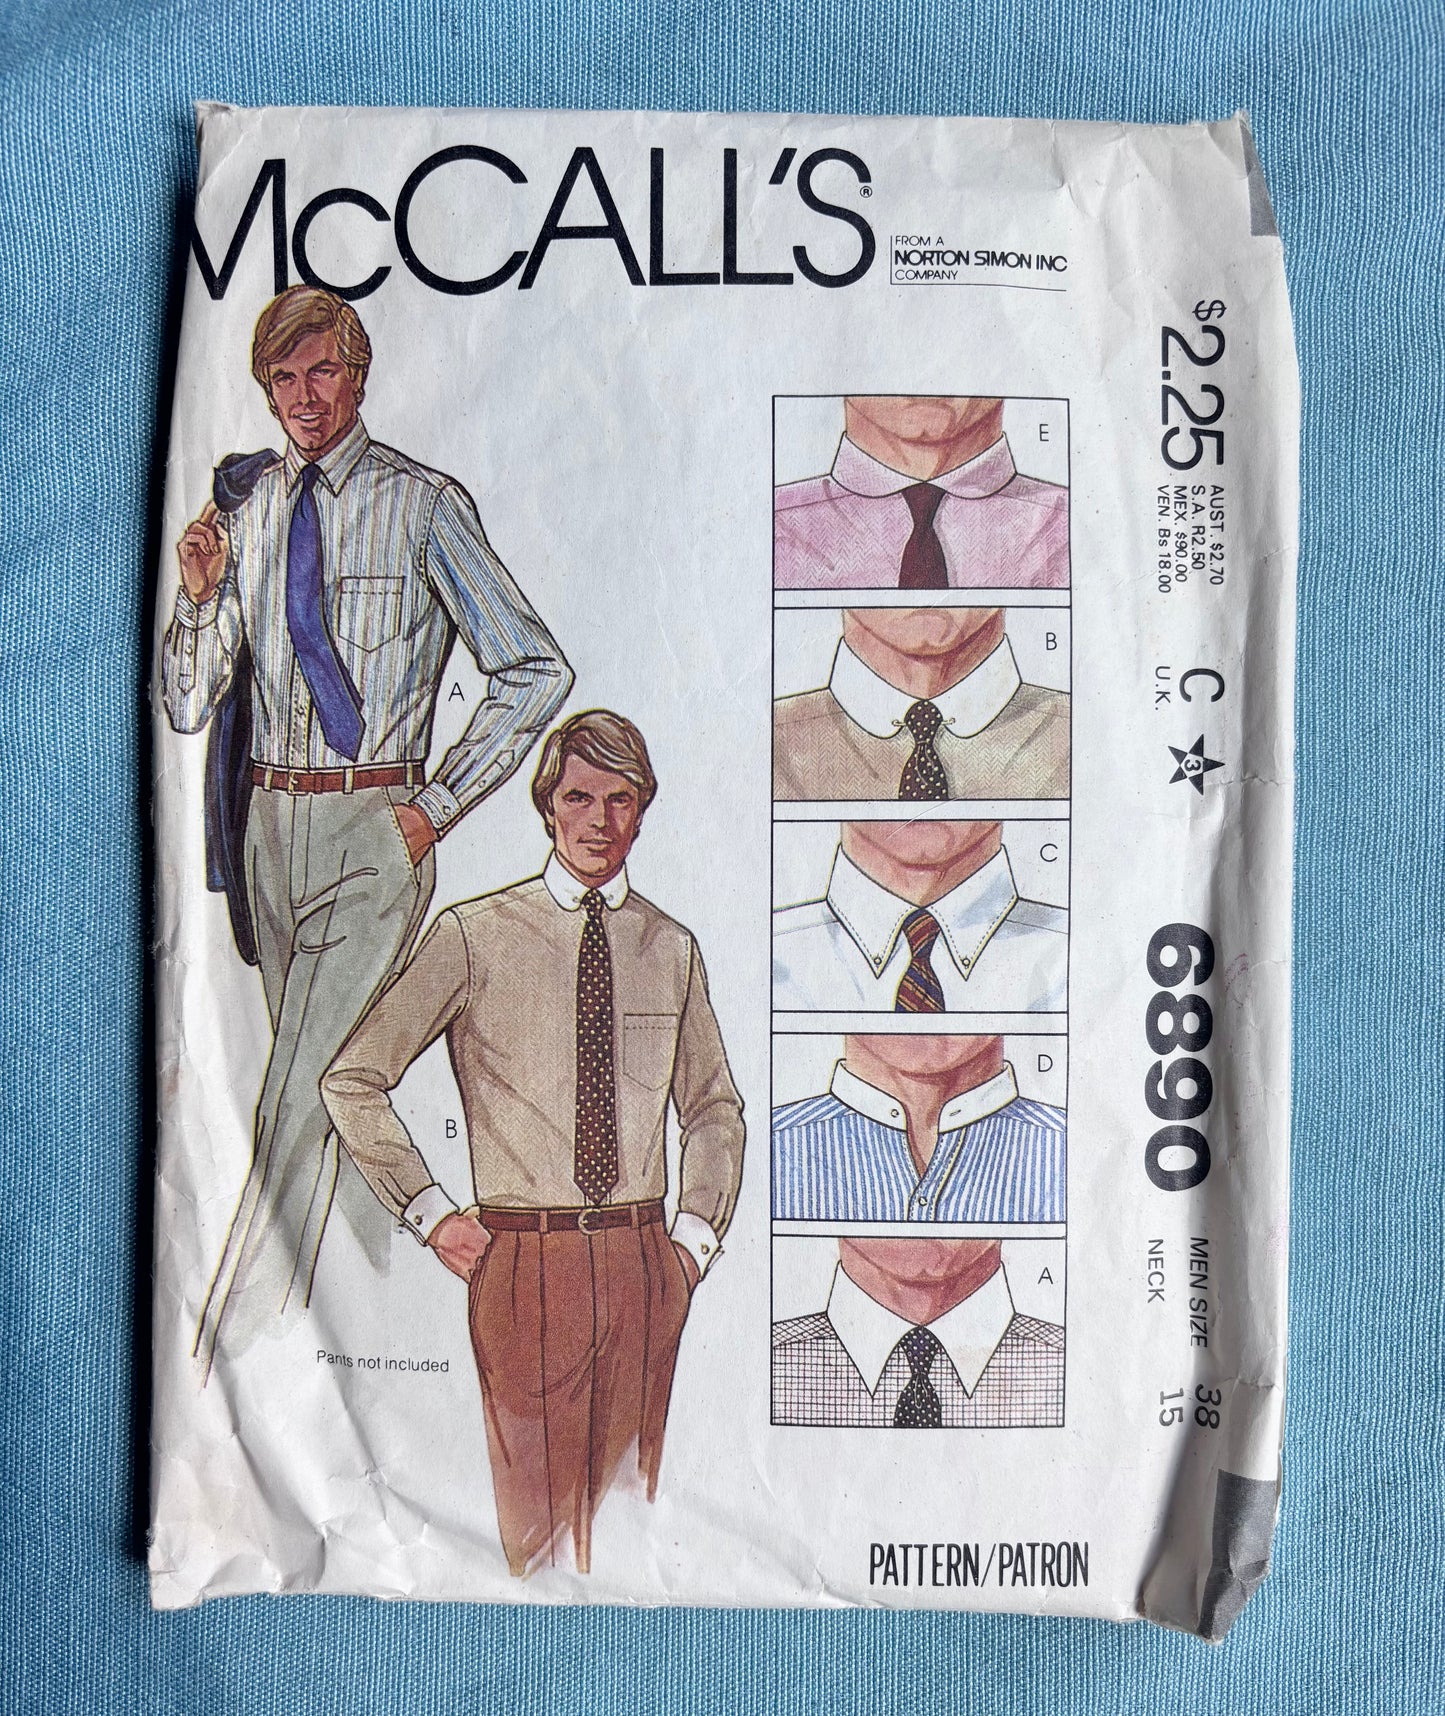 McCALL'S®
FROM A
NORTON SIMON INC
COMPANY
A
B
Pants not included
E
B
C
D
A
$2.25
AUST. $2.70
S.A. R2.50
MEX. $90.00
VEN. Bs 18.00
C
U.K.
3
6890
MEN SIZE 38
NECK 15
PATTERN/PATRON